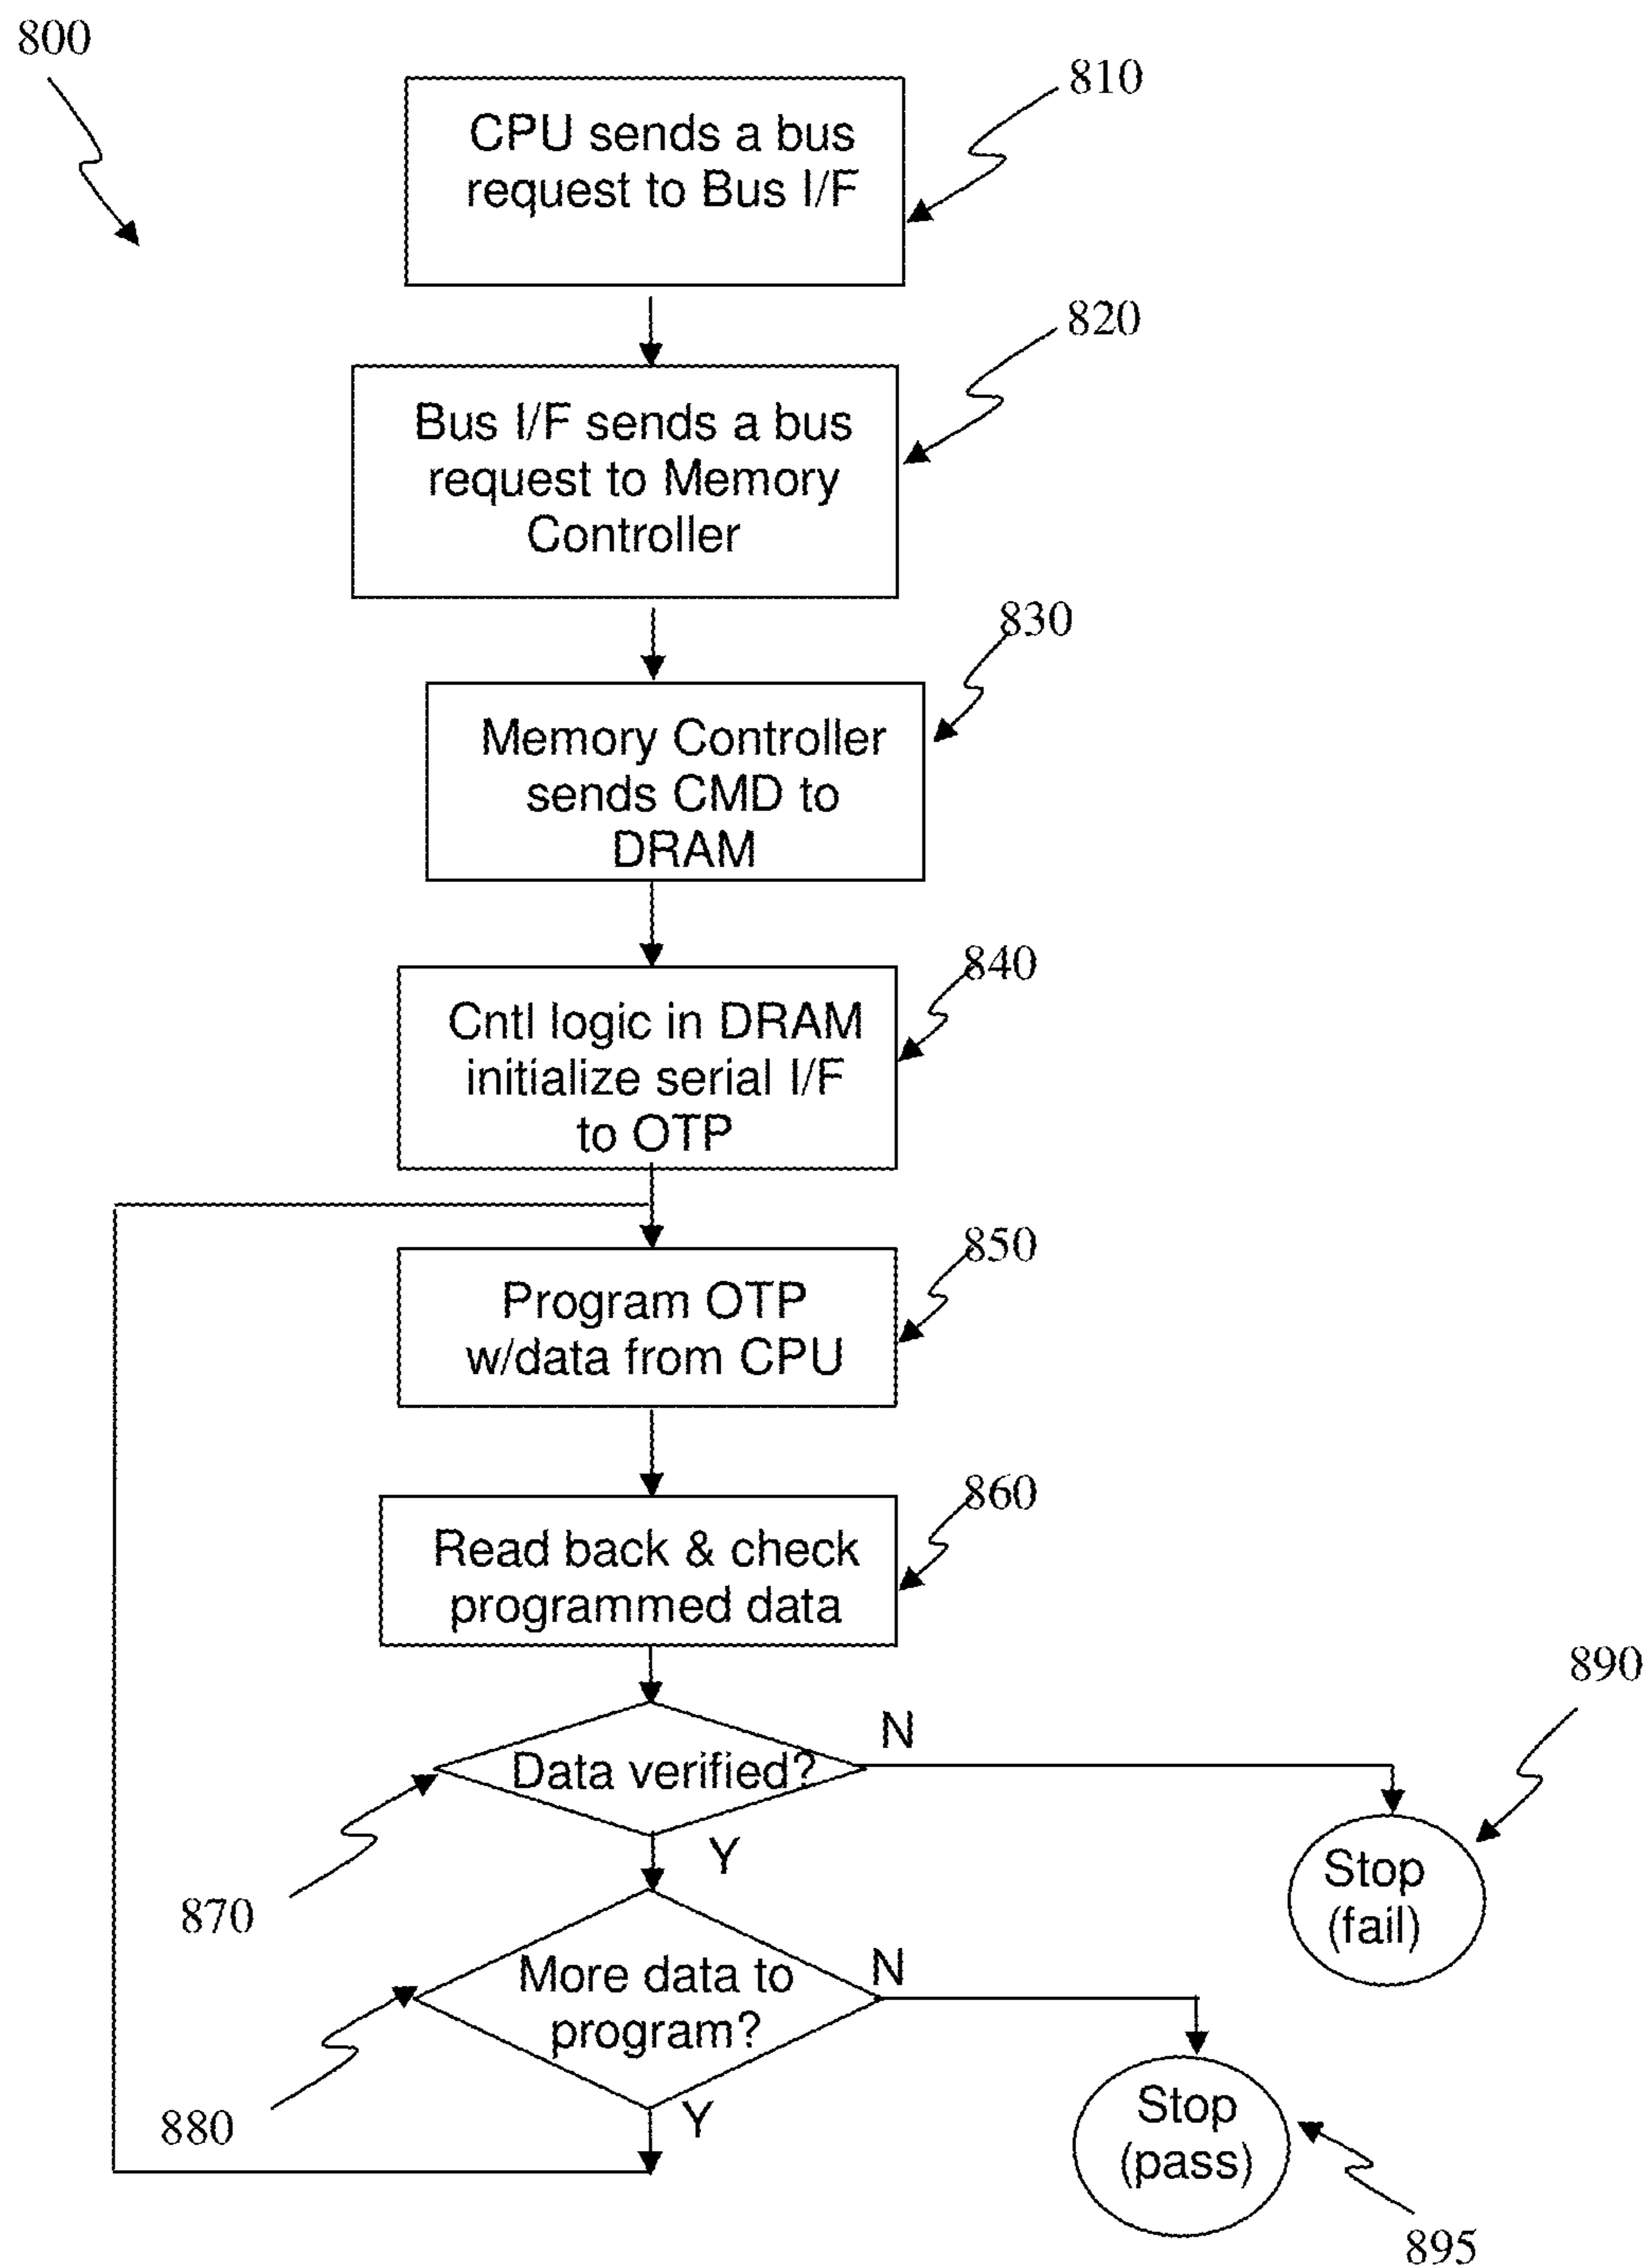 800
810
CPU sends a bus
request to Bus I/F
820
Bus I/F sends a bus
request to Memory
Controller
830
Memory Controller
sends CMD to
DRAM
840
Cntl logic in DRAM
initialize serial I/F
to OTP
850
Program OTP
w/data from CPU
860
Read back & check
programmed data
890
N
Data verified?
Y
870
Stop
(fail)
N
More data to
program?
Y
880
Stop
(pass)
895